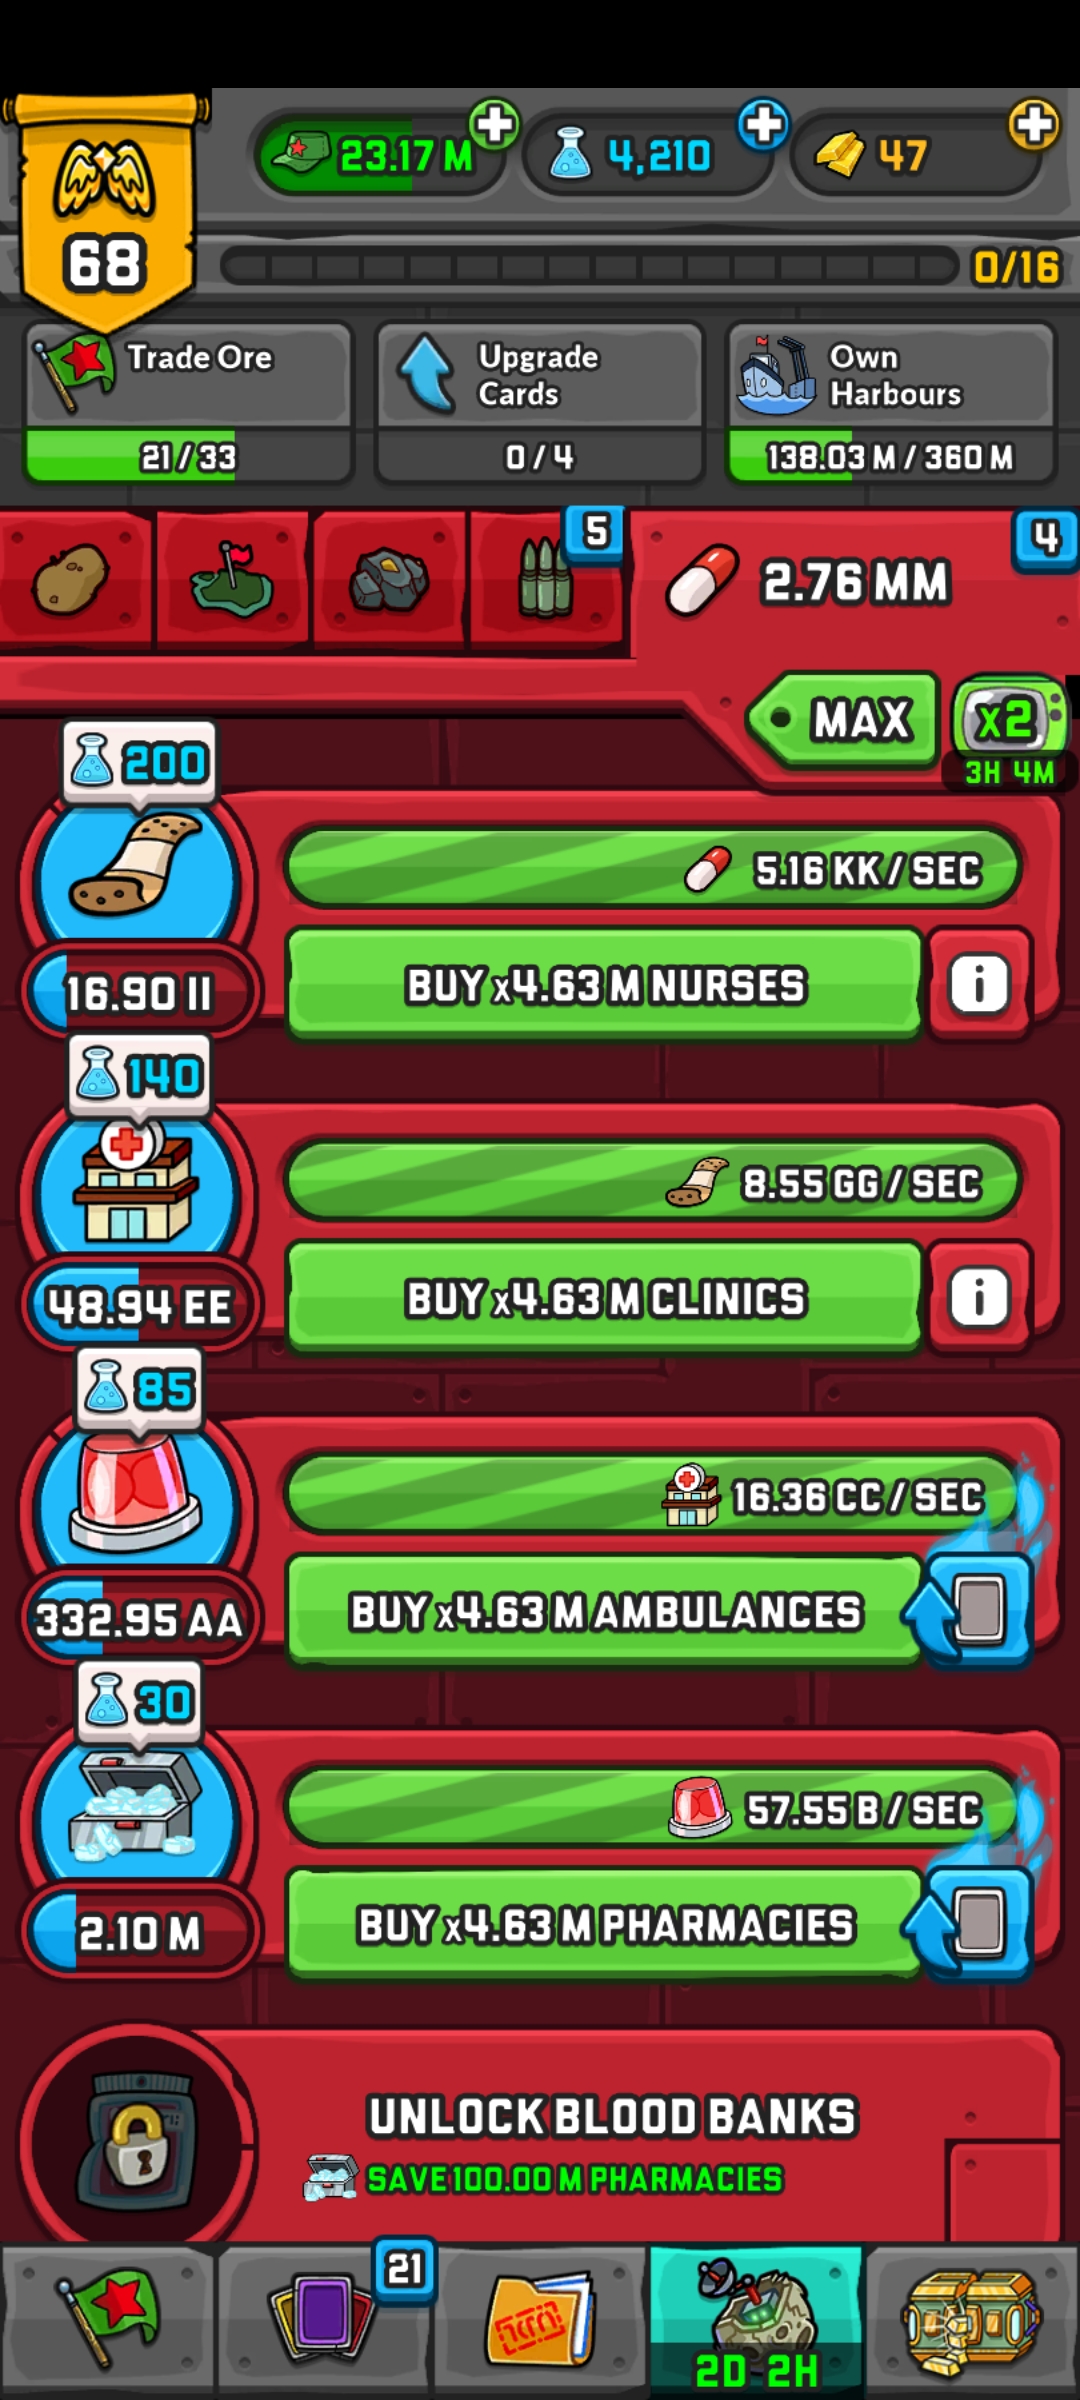 23.17 M
4,210
47
68
0/16
Trade Ore
21/33
Upgrade
Cards
0/4
Own
Harbours
138.03 M / 360 M
5
2.76 MM
4
MAX
x2
3H 4M
200
5.16 KK / SEC
BUY x4.63 M NURSES
i
16.90 II
140
8.55 GG / SEC
BUY x4.63 M CLINICS
i
48.94 EE
85
16.36 CC / SEC
BUY x4.63 M AMBULANCES
332.95 AA
30
57.55 B / SEC
BUY x4.63 M PHARMACIES
2.10 M
UNLOCK BLOOD BANKS
SAVE 100.00 M PHARMACIES
21
2D 2H